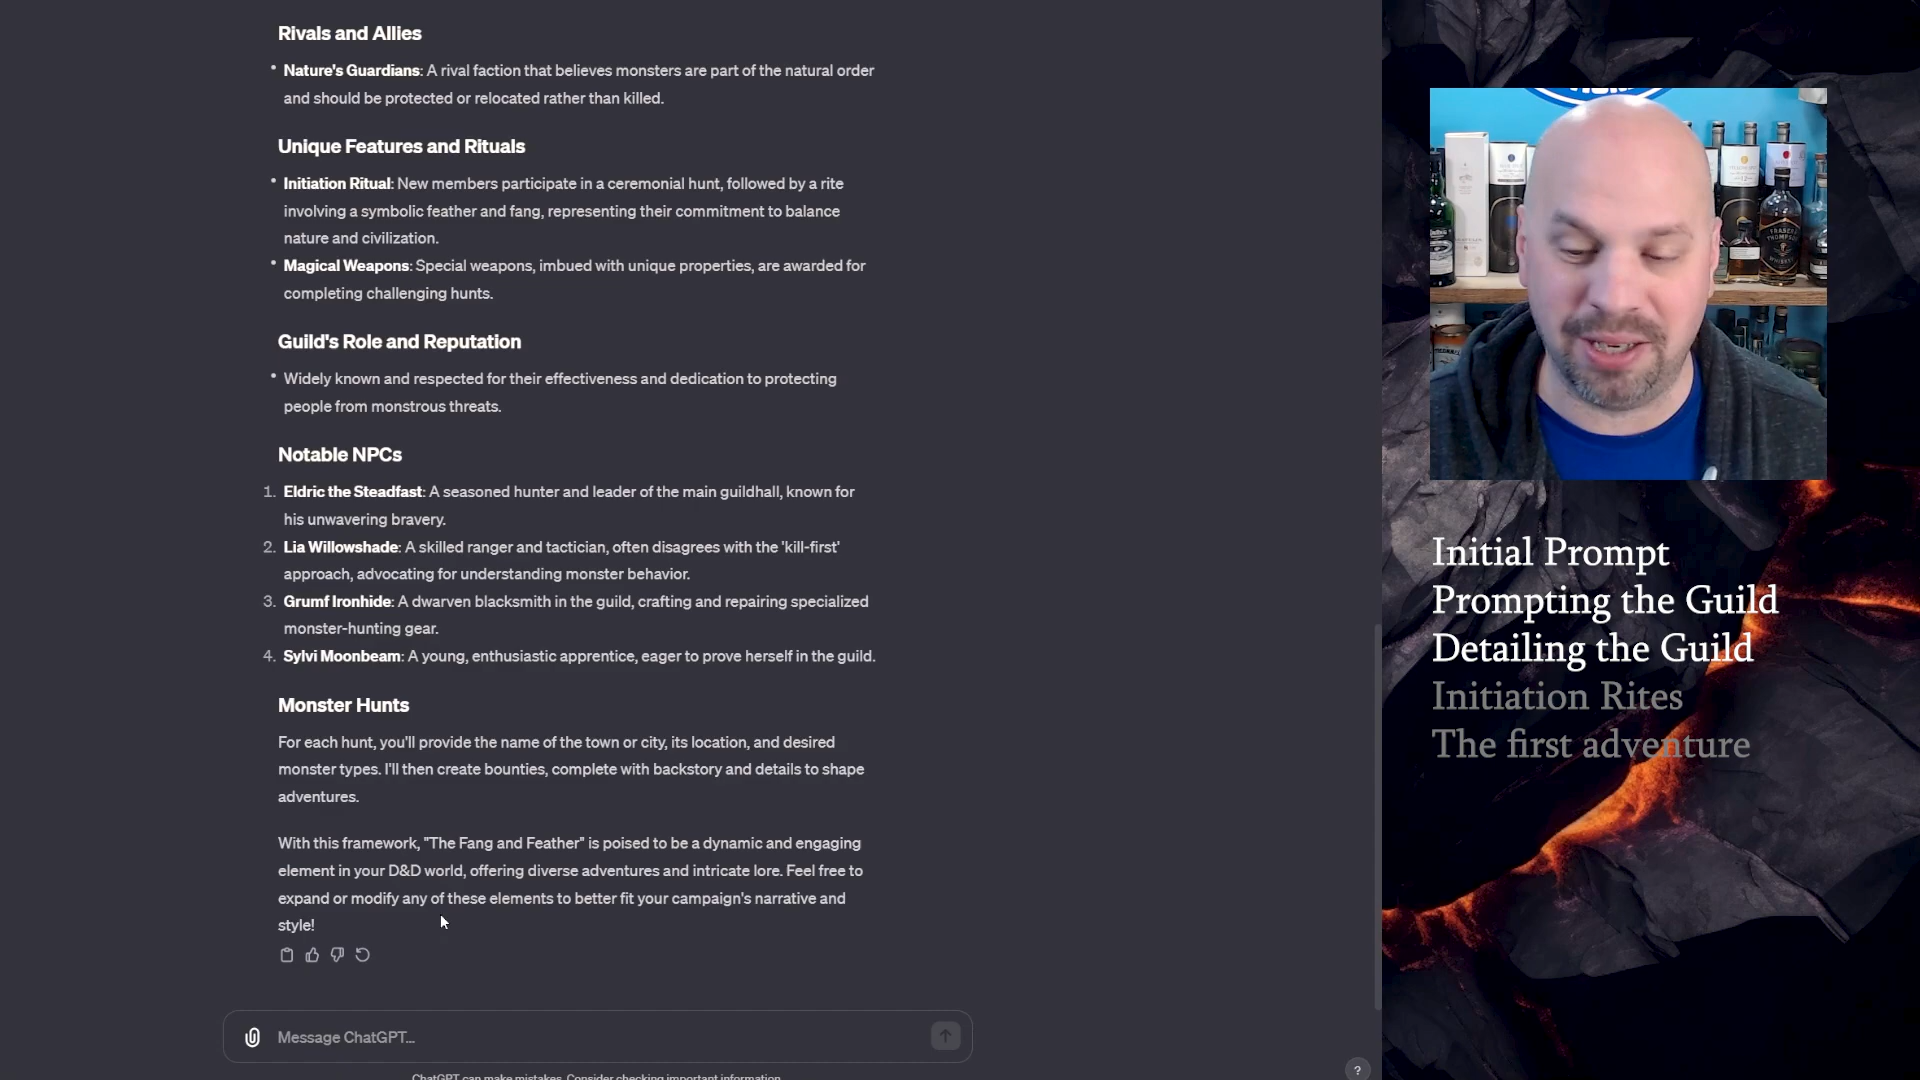 Rivals and Allies
• Nature's Guardians: A rival faction that believes monsters are part of the natural order
and should be protected or relocated rather than killed.
Unique Features and Rituals
• Initiation Ritual: New members participate in a ceremonial hunt, followed by a rite
involving a symbolic feather and fang, representing their commitment to balance
nature and civilization.
• Magical Weapons: Special weapons, imbued with unique properties, are awarded for
completing challenging hunts.
Guild's Role and Reputation
• Widely known and respected for their effectiveness and dedication to protecting
people from monstrous threats.
Notable NPCs
1. Eldric the Steadfast: A seasoned hunter and leader of the main guildhall, known for
his unwavering bravery.
2. Lia Willowshade: A skilled ranger and tactician, often disagrees with the 'kill-first'
approach, advocating for understanding monster behavior.
3. Grumf Ironhide: A dwarven blacksmith in the guild, crafting and repairing specialized
monster-hunting gear.
4. Sylvi Moonbeam: A young, enthusiastic apprentice, eager to prove herself in the guild.
Monster Hunts
For each hunt, you'll provide the name of the town or city, its location, and desired
monster types. I'll then create bounties, complete with backstory and details to shape
adventures.
With this framework, "The Fang and Feather" is poised to be a dynamic and engaging
element in your D&D world, offering diverse adventures and intricate lore. Feel free to
expand or modify any of these elements to better fit your campaign's narrative and
style!
Message ChatGPT...
ChatGPT can make mistakes. Consider checking important information.
?
FRASER &
THOMPSON
WHISKEY
Initial Prompt
Prompting the Guild
Detailing the Guild
Initiation Rites
The first adventure